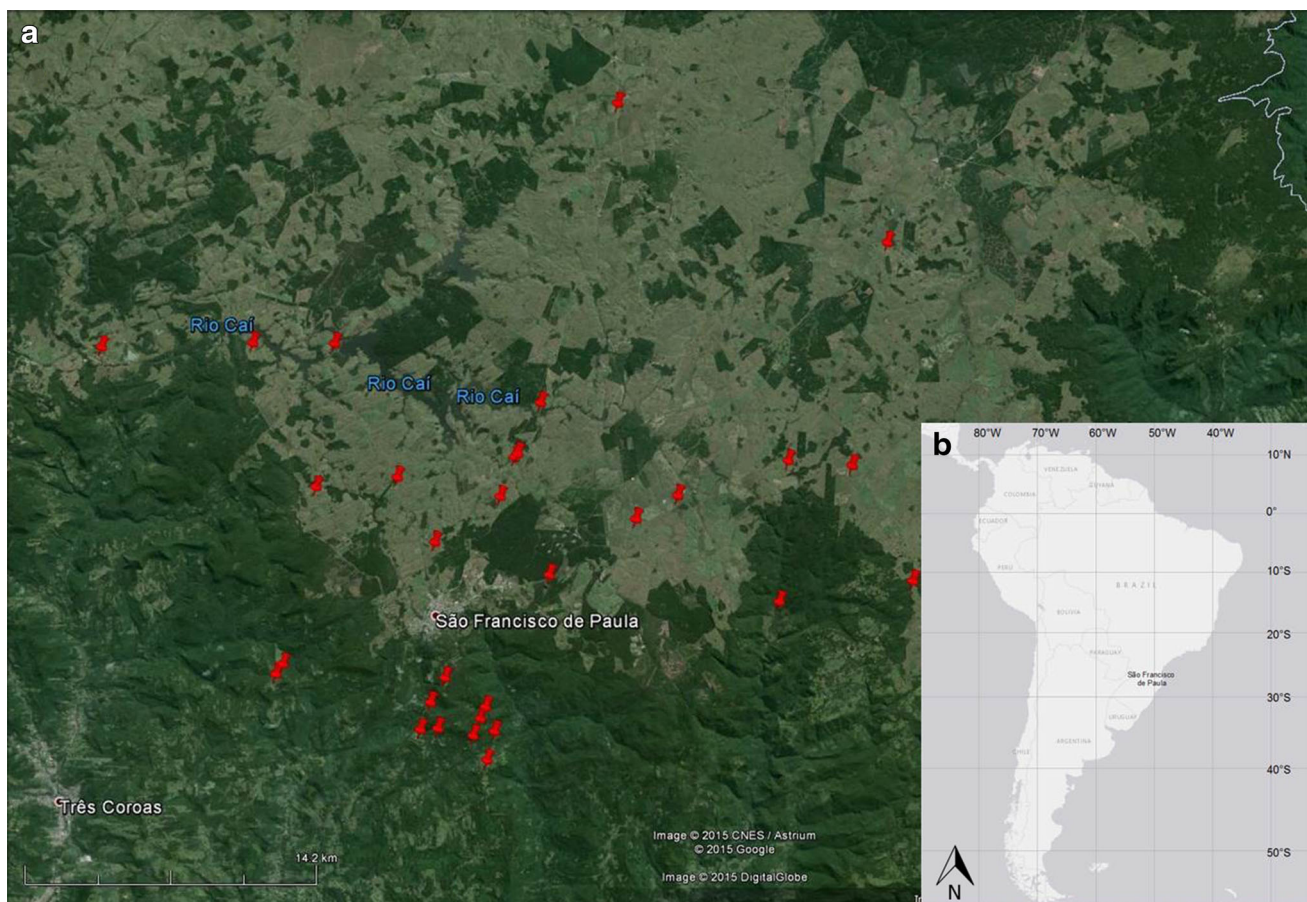 a
Rio Caí
Rio Caí
Rio Caí
São Francisco de Paula
Três Coroas
14.2 km
Image © 2015 CNES / Astrium
© 2015 Google
Image © 2015 DigitalGlobe
b
80°W 70°W 60°W 50°W 40°W
10°N
0°
10°S
20°S
30°S
40°S
50°S
VENEZUELA
GUYANA
COLOMBIA
ECUADOR
PERU
BRAZIL
BOLIVIA
PARAGUAY
São Francisco
de Paula
URUGUAY
ARGENTINA
CHILE
N